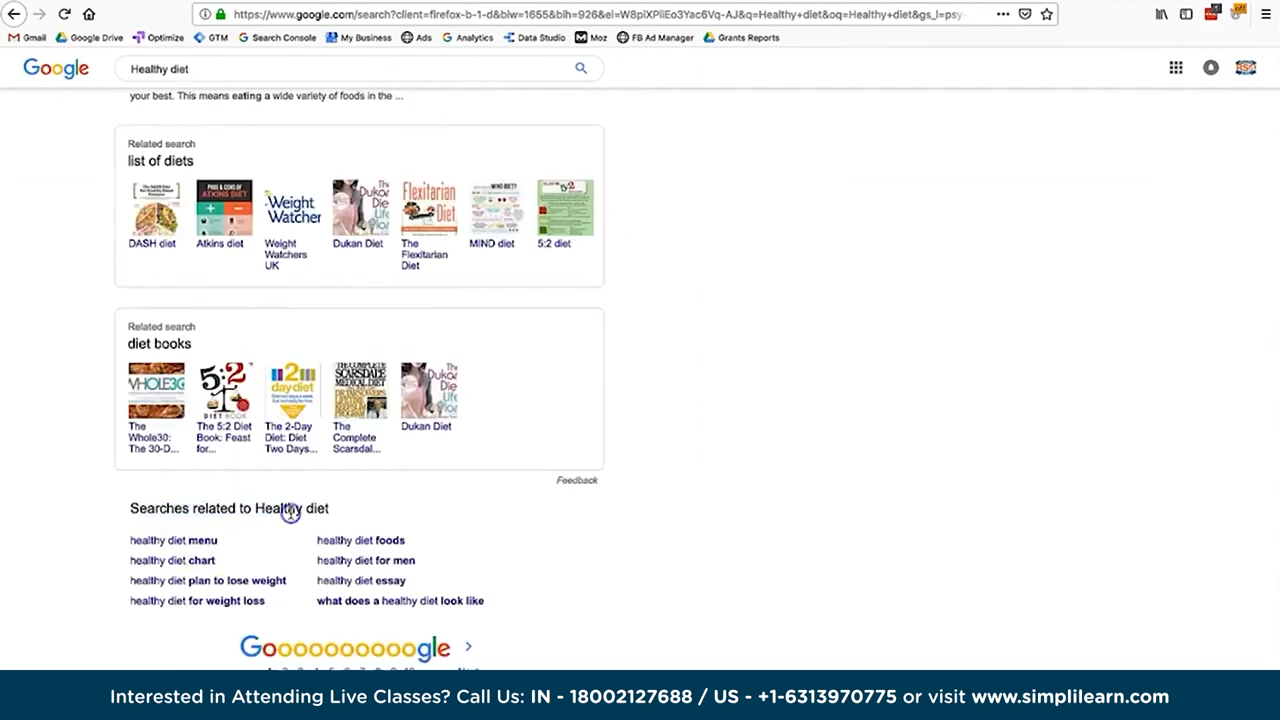 https://www.google.com/search?client=firefox-b-1-d&biw=1655&bih=926&ei=W8piXPiiEo3Yac6Vq-AJ&q=Healthy+diet&oq=Healthy+diet&gs_l=psy-
Gmail Google Drive Optimize GTM Search Console My Business Ads Analytics Data Studio Moz FB Ad Manager Grants Reports
Google Healthy diet
your best. This means eating a wide variety of foods in the ...
Related search
list of diets
DASH diet Atkins diet Weight Watchers UK Dukan Diet The Flexitarian Diet MIND diet 5:2 diet
Related search
diet books
The Whole30: The 30-D... The 5:2 Diet Book: Feast for... The 2-Day Diet: Diet Two Days... The Complete Scarsdal... Dukan Diet
Feedback
Searches related to Healthy diet
healthy diet menu healthy diet foods
healthy diet chart healthy diet for men
healthy diet plan to lose weight healthy diet essay
healthy diet for weight loss what does a healthy diet look like
Goooooooooogle
Interested in Attending Live Classes? Call Us: IN - 18002127688 / US - +1-6313970775 or visit www.simplilearn.com